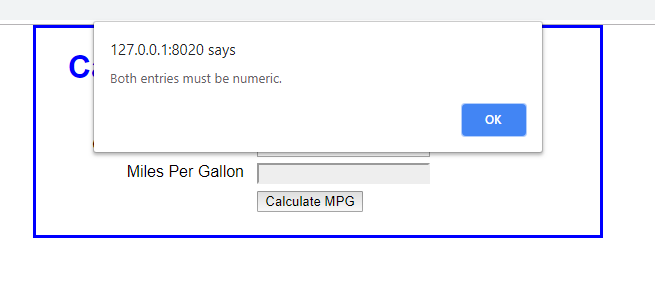 127.0.0.1:8020 says
Both entries must be numeric.
OK
Miles Per Gallon
Calculate MPG